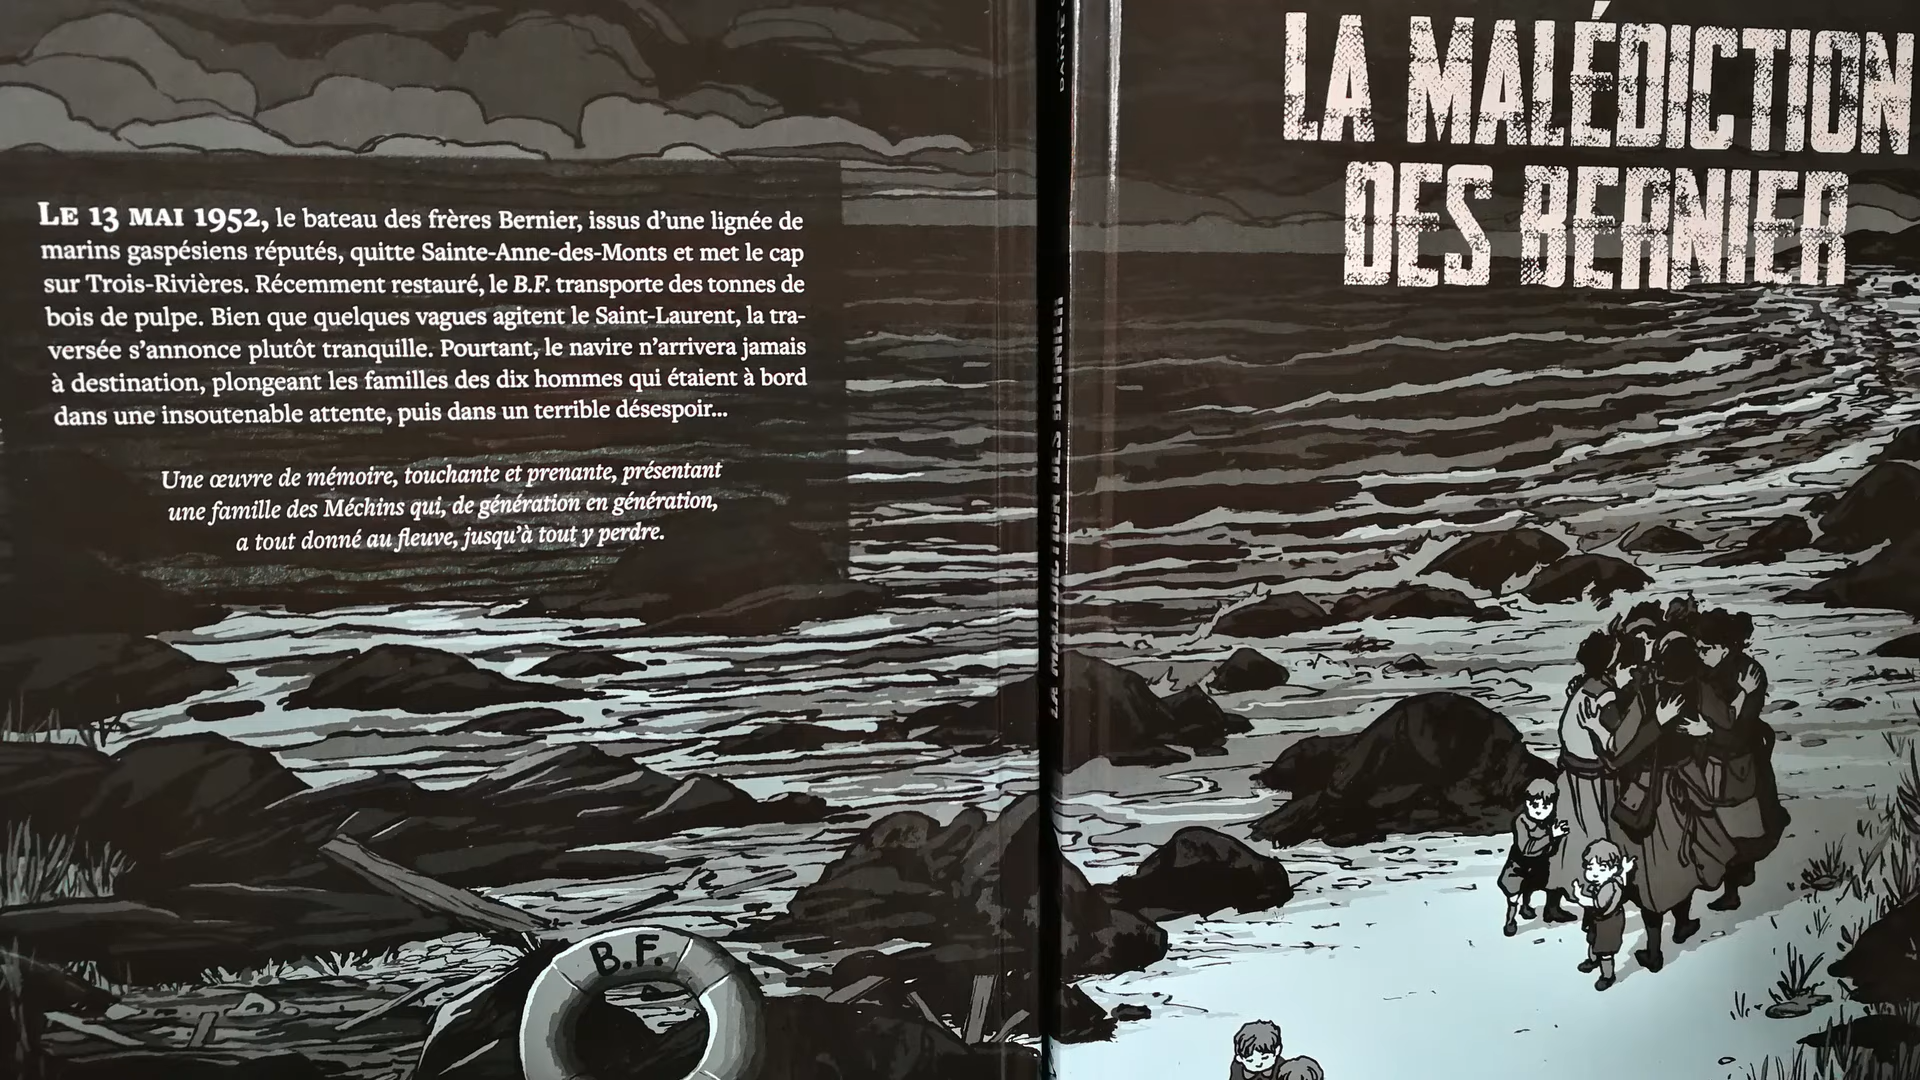 LE 13 MAI 1952, le bateau des frères Bernier, issus d'une lignée de
marins gaspésiens réputés, quitte Sainte-Anne-des-Monts et met le cap
sur Trois-Rivières. Récemment restauré, le B.F. transporte des tonnes de
bois de pulpe. Bien que quelques vagues agitent le Saint-Laurent, la tra-
versée s'annonce plutôt tranquille. Pourtant, le navire n'arrivera jamais
à destination, plongeant les familles des dix hommes qui étaient à bord
dans une insoutenable attente, puis dans un terrible désespoir...
Une œuvre de mémoire, touchante et prenante, présentant
une famille des Méchins qui, de génération en génération,
a tout donné au fleuve, jusqu'à tout y perdre.
B.F.
LA MALÉDICTION DES BERNIER
LA MALÉDICTION
DES BERNIER